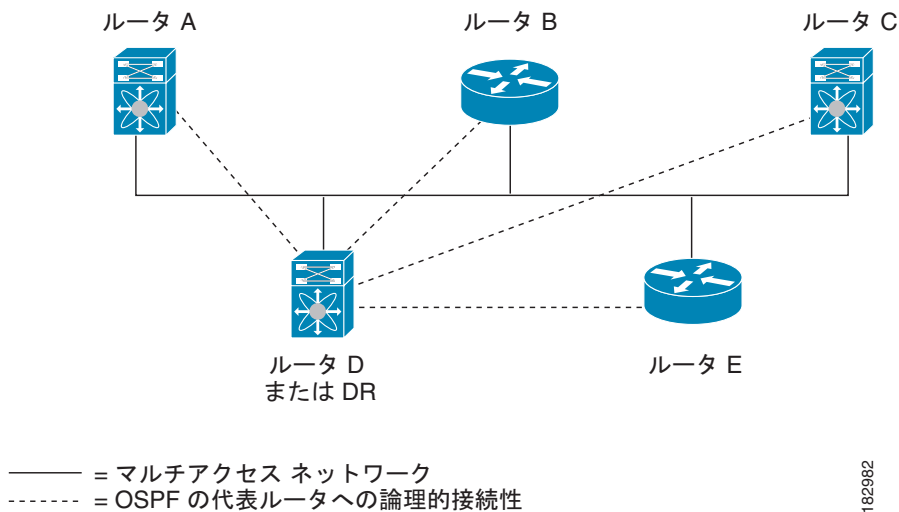 ルータ A
ルータ B
ルータ C
ルータ D
または DR
ルータ E
= マルチアクセス ネットワーク
= OSPF の代表ルータへの論理的接続性
182982